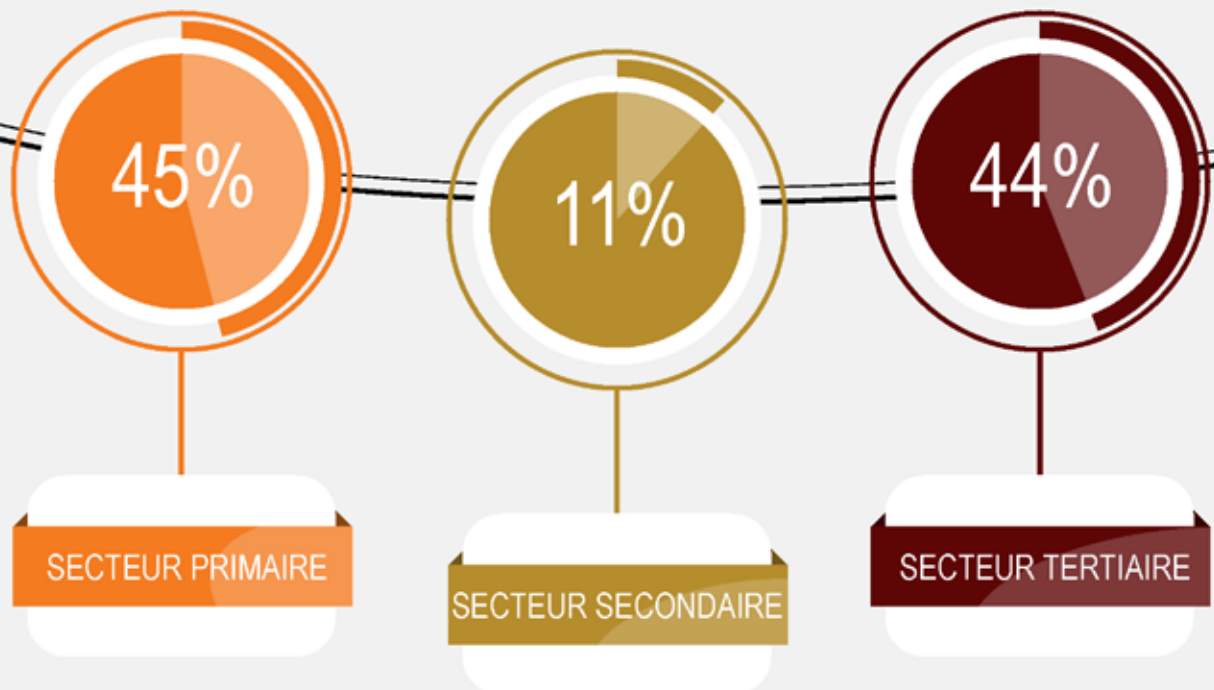 45%
11%
44%
SECTEUR PRIMAIRE
SECTEUR SECONDAIRE
SECTEUR TERTIAIRE